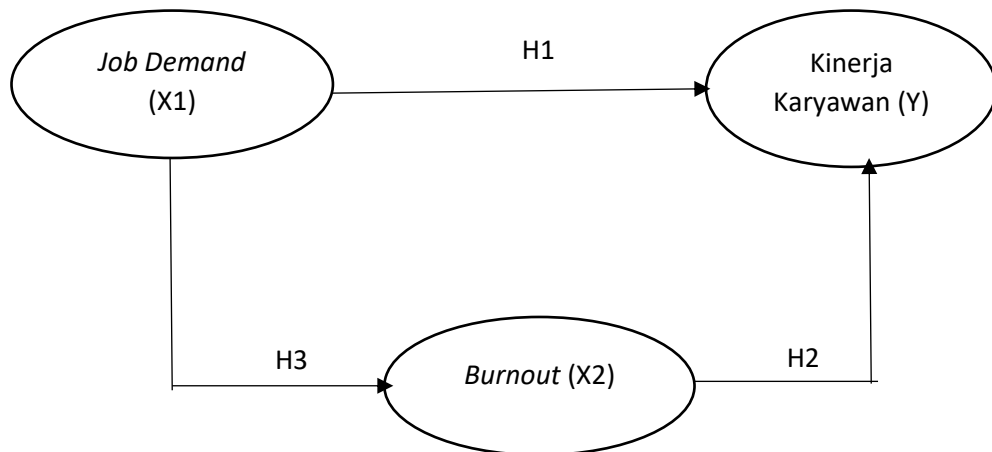 Job Demand
(X1)
H1
Kinerja
Karyawan (Y)
H3
Burnout (X2)
H2